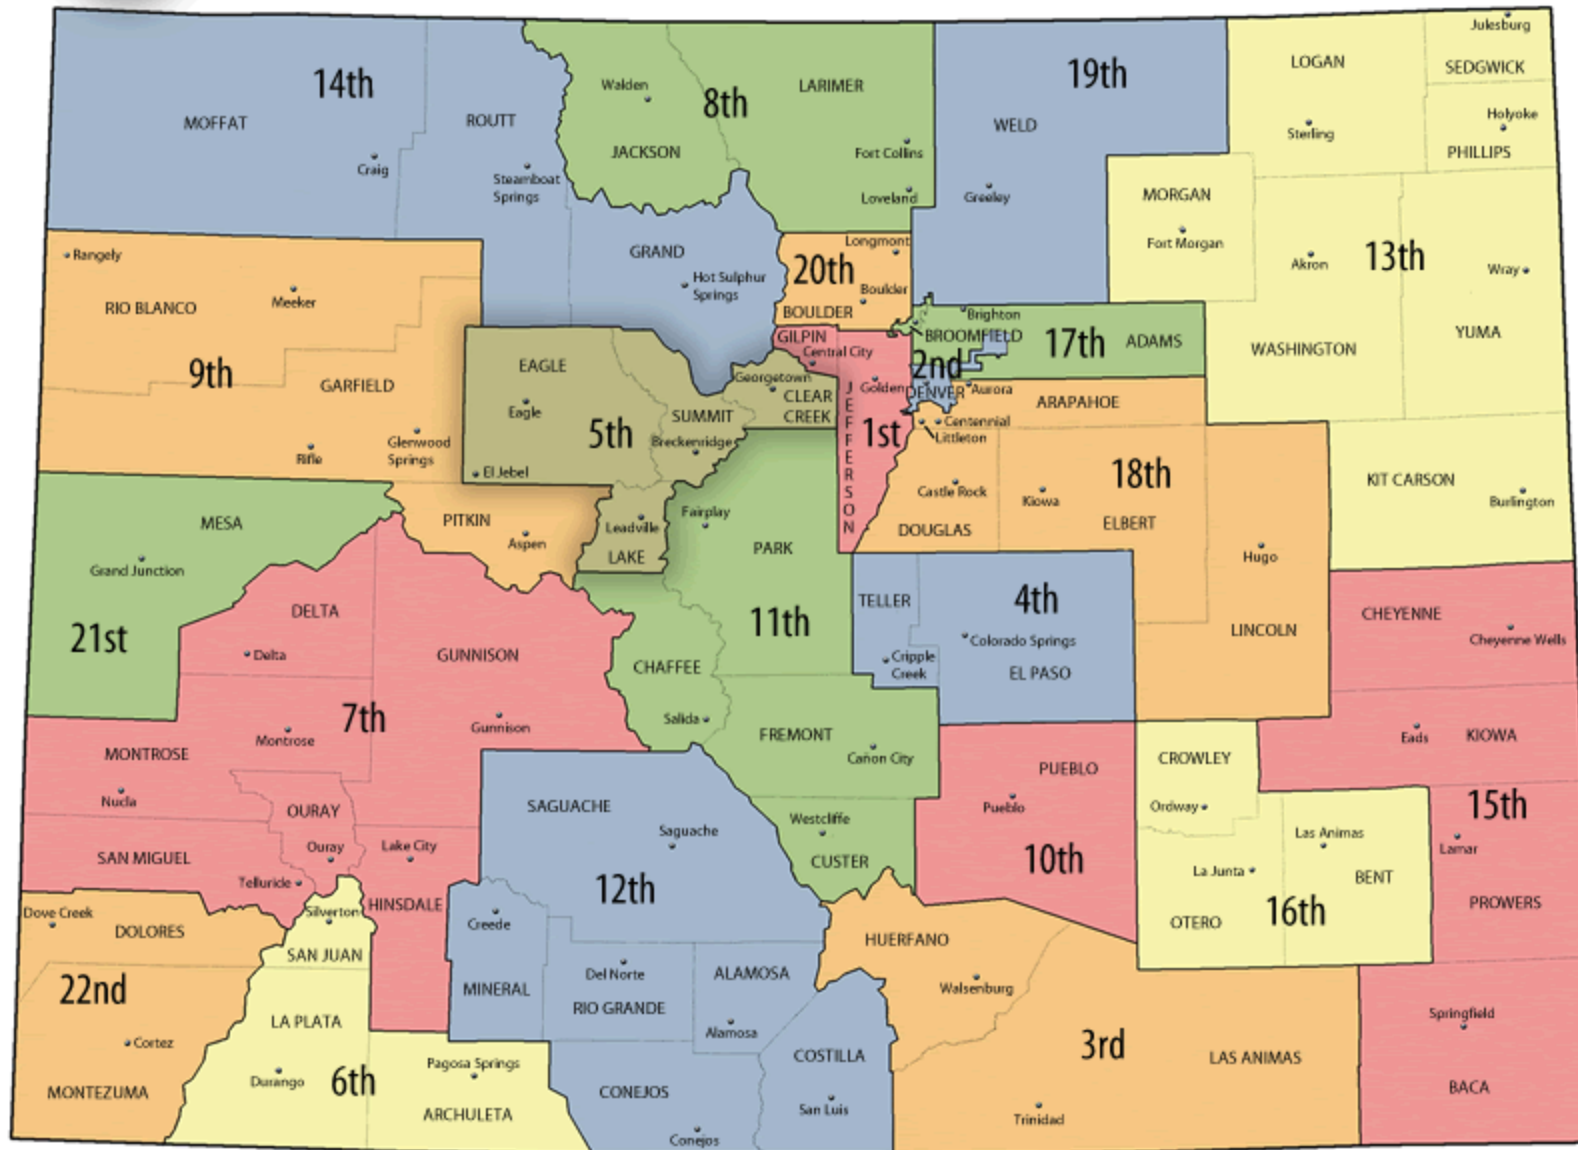 Julesburg
14th
MOFFAT
Craig
ROUTT
Steamboat
Springs
Walden
8th
LARIMER
JACKSON
Fort Collins
Loveland
19th
WELD
Greeley
LOGAN
SEDGWICK
Sterling
Holyoke
PHILLIPS
MORGAN
Fort Morgan
Akron
13th
Wray
WASHINGTON
YUMA
Rangely
RIO BLANCO
Meeker
9th
GARFIELD
Rifle
Glenwood
Springs
GRAND
Hot Sulphur
Springs
Longmont
20th
Boulder
BOULDER
GILPIN
Central City
Brighton
BROOMFIELD
17th
ADAMS
2nd
DENVER
Aurora
ARAPAHOE
Centennial
Littleton
EAGLE
Eagle
5th
El Jebel
SUMMIT
Breckenridge
Georgetown
CLEAR
CREEK
Golden
JEFFERSON
1st
Castle Rock
DOUGLAS
Kiowa
18th
ELBERT
Hugo
LINCOLN
KIT CARSON
Burlington
MESA
Grand Junction
21st
PITKIN
Aspen
Leadville
LAKE
Fairplay
PARK
11th
TELLER
4th
Colorado Springs
Cripple
Creek
EL PASO
CHEYENNE
Cheyenne Wells
DELTA
Delta
GUNNISON
7th
Gunnison
MONTROSE
Montrose
Nucla
OURAY
Ouray
SAN MIGUEL
Telluride
Lake City
HINSDALE
CHAFFEE
Salida
FREMONT
Cañon City
Westcliffe
CUSTER
PUEBLO
Pueblo
10th
CROWLEY
Ordway
Eads
KIOWA
15th
Lamar
PROWERS
Las Animas
BENT
La Junta
16th
OTERO
SAGUACHE
Saguache
12th
Creede
MINERAL
Del Norte
RIO GRANDE
ALAMOSA
Alamosa
Dove Creek
DOLORES
22nd
Cortez
MONTEZUMA
Silverton
SAN JUAN
LA PLATA
Durango
6th
Pagosa Springs
ARCHULETA
CONEJOS
Conejos
COSTILLA
San Luis
HUERFANO
Walsenburg
3rd
LAS ANIMAS
Trinidad
Springfield
BACA